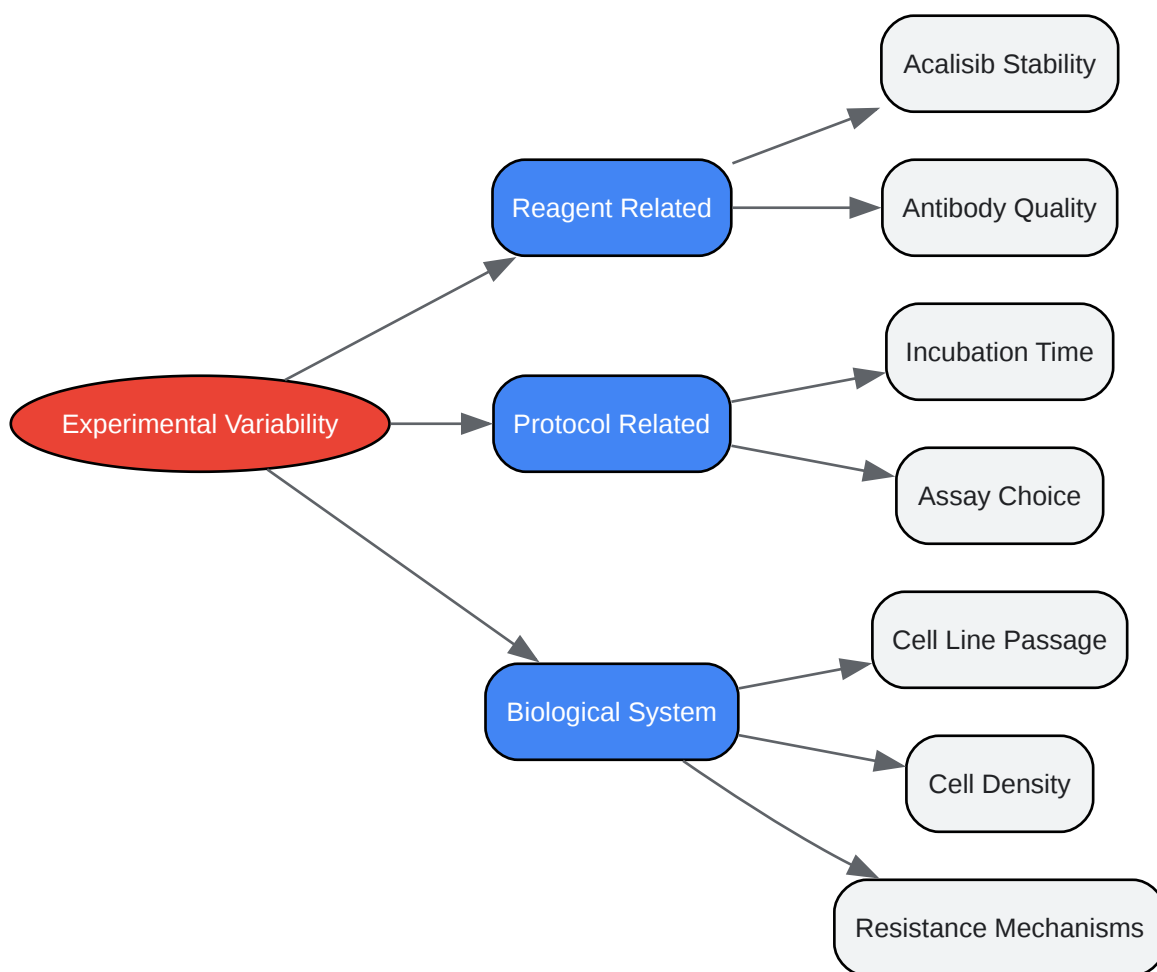 Acalisib Stability
Reagent Related
Antibody Quality
Incubation Time
Experimental Variability
Protocol Related
Assay Choice
Cell Line Passage
Biological System
Cell Density
Resistance Mechanisms